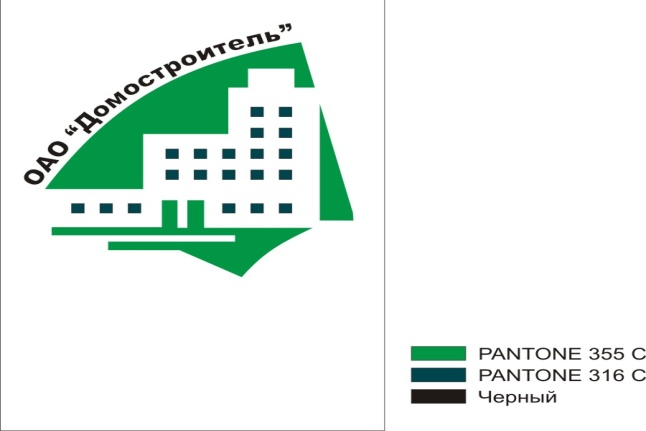 ОАО “Домостроитель”
PANTONE 355 C
PANTONE 316 C
Черный